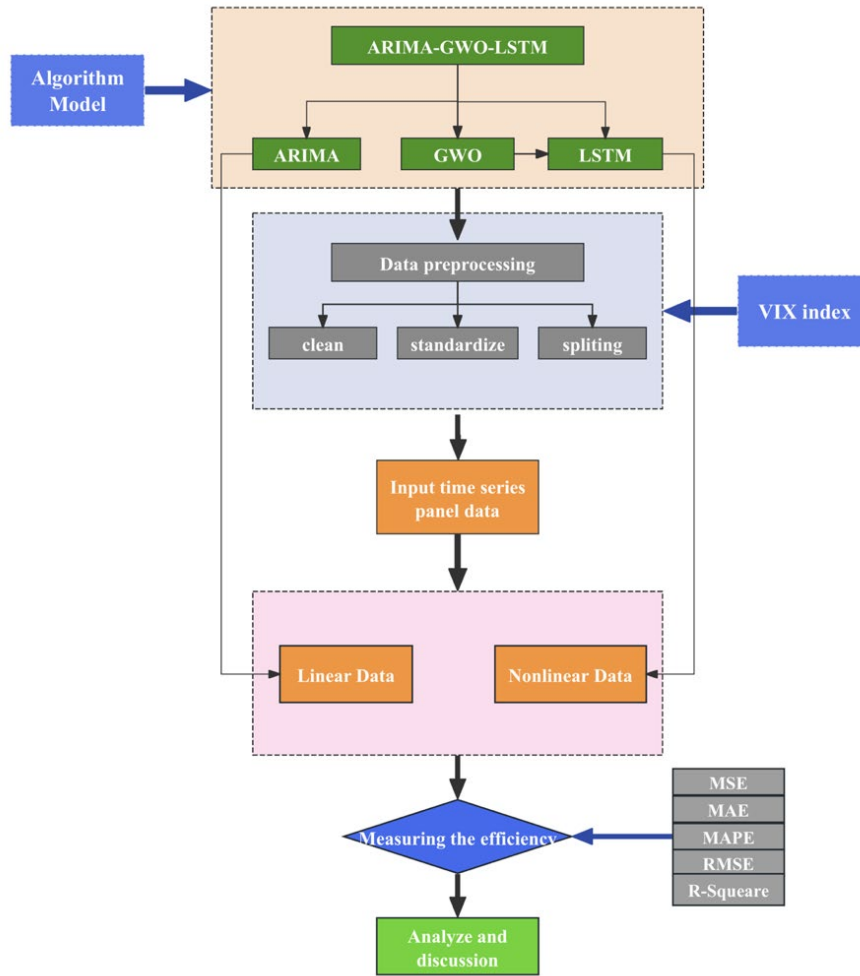 ARIMA-GWO-LSTM
Algorithm
Model
ARIMA
GWO
LSTM
Data preprocessing
VIX index
clean
standardize
spliting
Input time series
panel data
Linear Data
Nonlinear Data
Measuring the efficiency
MSE
MAE
MAPE
RMSE
R-Squeare
Analyze and
discussion